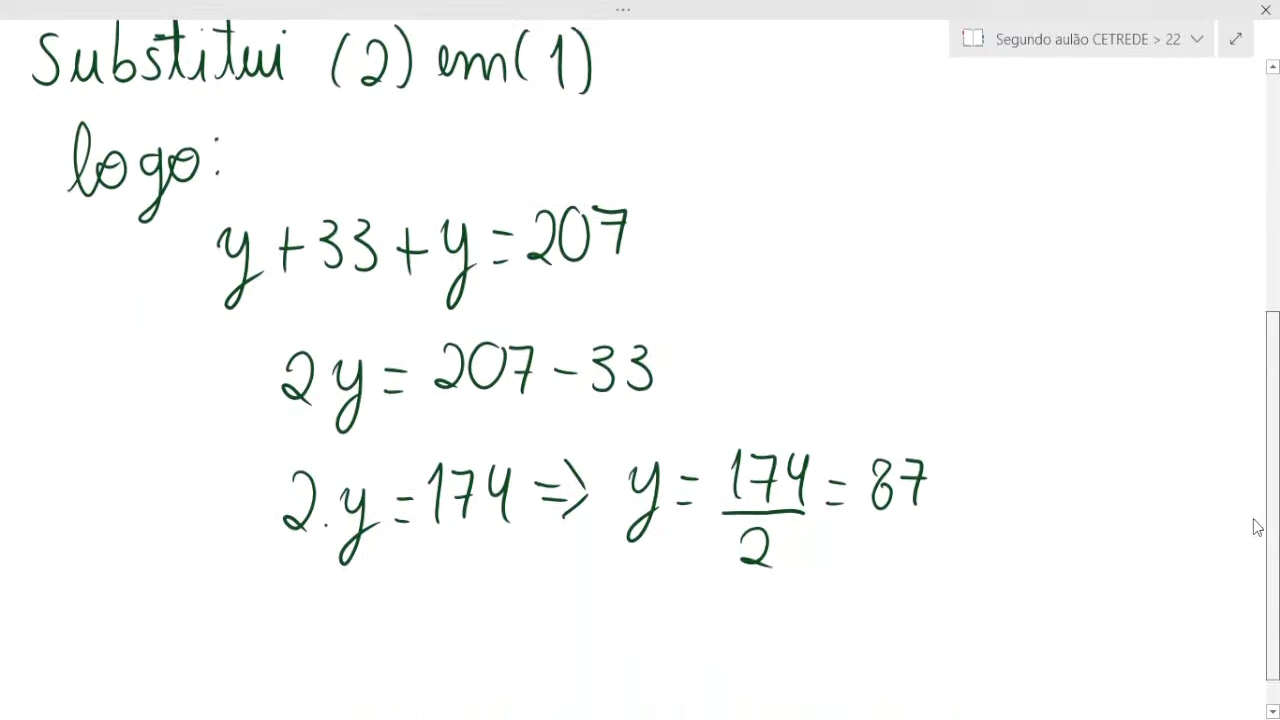 Segundo aulão CETREDE > 22
Substitui (2) em (1)
logo:
y + 33 + y = 207
2y = 207 - 33
2.y = 174 => y = 174/2 = 87